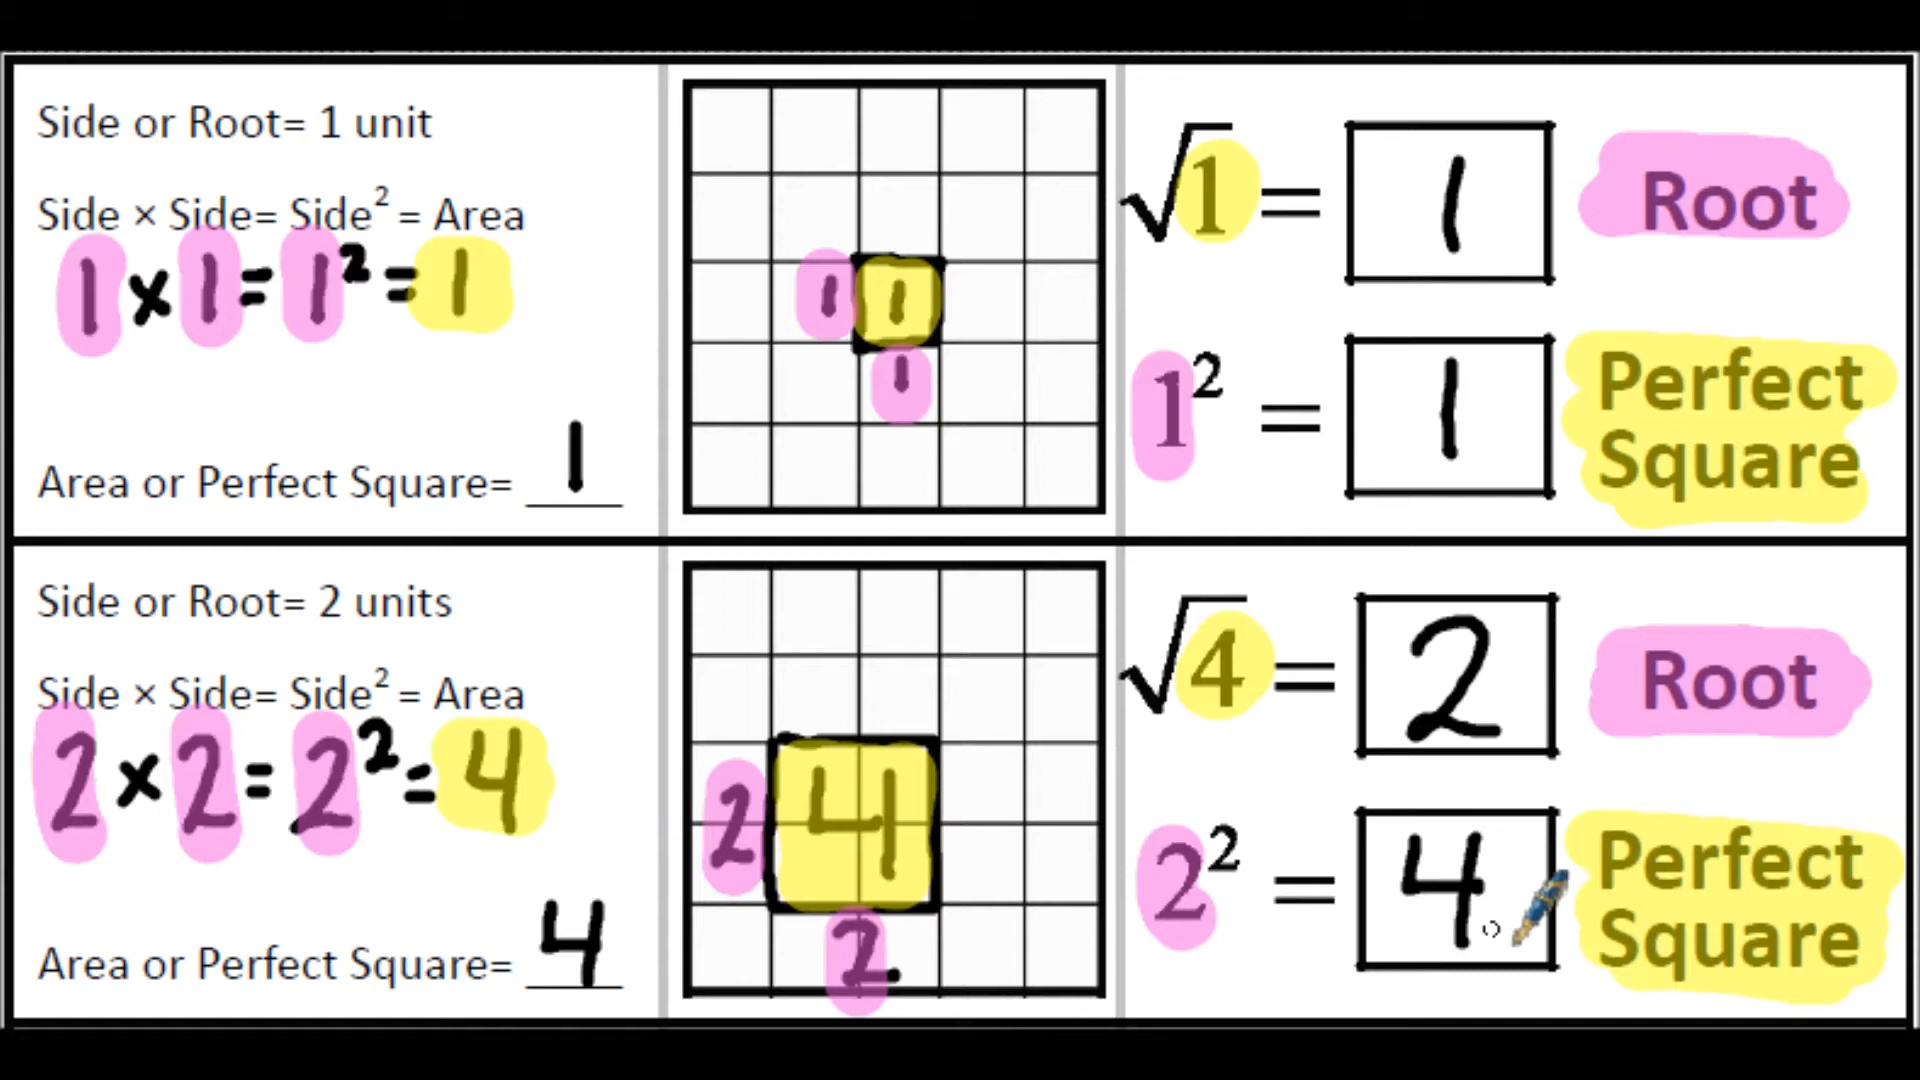 Side or Root= 1 unit
Side × Side= Side² = Area
1 × 1 = 1² = 1
Area or Perfect Square= 1
1 1
1
√1 = 1 Root
1² = 1 Perfect
Square
Side or Root= 2 units
Side × Side= Side² = Area
2 × 2 = 2² = 4
Area or Perfect Square= 4
2 4
2
√4 = 2 Root
2² = 4 Perfect
Square